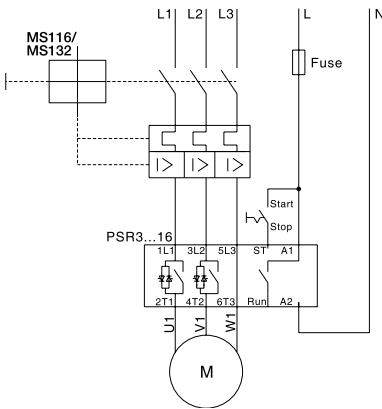 L1 L2 L3 L N
MS116/
MS132
Fuse
I> I> I>
Start
Stop
PSR3...16
1L1 3L2 5L3 ST A1
2T1 4T2 6T3 Run A2
U1 V1 W1
M